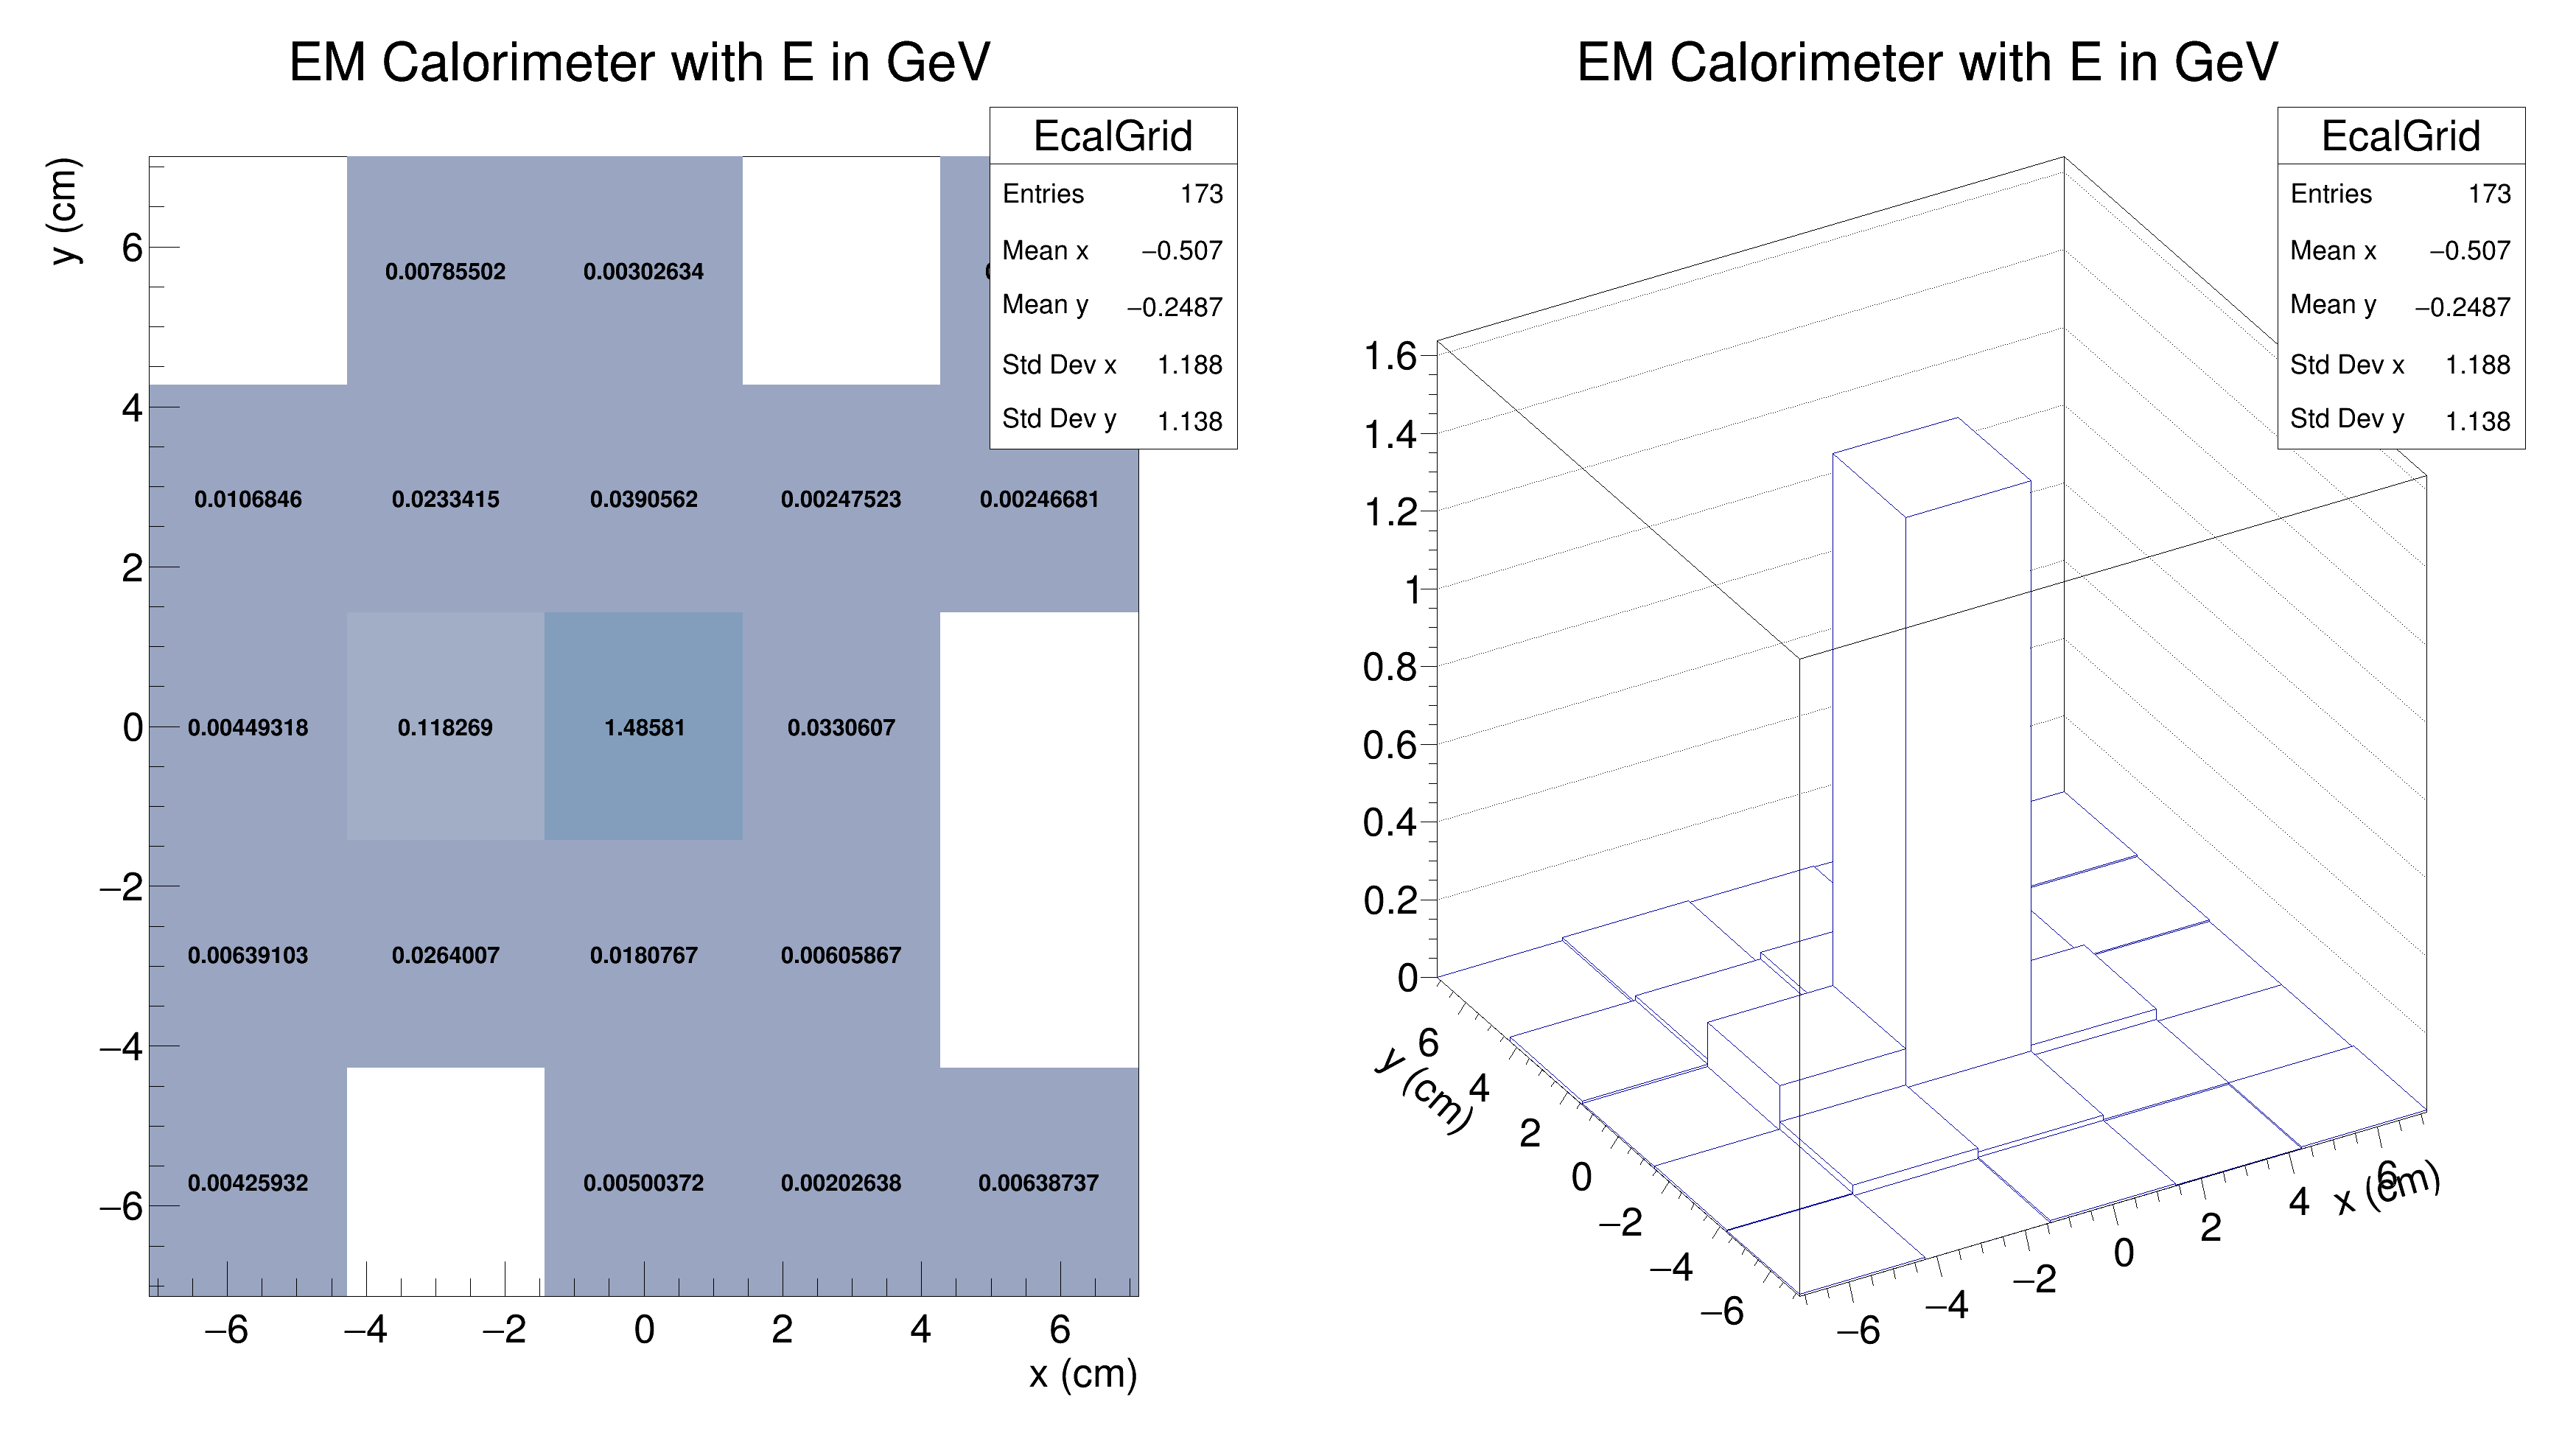 EM Calorimeter with E in GeV
EcalGrid
Entries 173
Mean x −0.507
Mean y −0.2487
Std Dev x 1.188
Std Dev y 1.138
y (cm)
6
4
2
0
−2
−4
−6
0.00785502 0.00302634
0.0106846 0.0233415 0.0390562 0.00247523 0.00246681
0.00449318 0.118269 1.48581 0.0330607
0.00639103 0.0264007 0.0180767 0.00605867
0.00425932 0.00500372 0.00202638 0.00638737
−6 −4 −2 0 2 4 6
x (cm)
EM Calorimeter with E in GeV
EcalGrid
Entries 173
Mean x −0.507
Mean y −0.2487
Std Dev x 1.188
Std Dev y 1.138
1.6
1.4
1.2
1
0.8
0.6
0.4
0.2
0
6
4
2
0
−2
−4
−6
y (cm)
−6
−4
−2
0
2
4
6
x (cm)